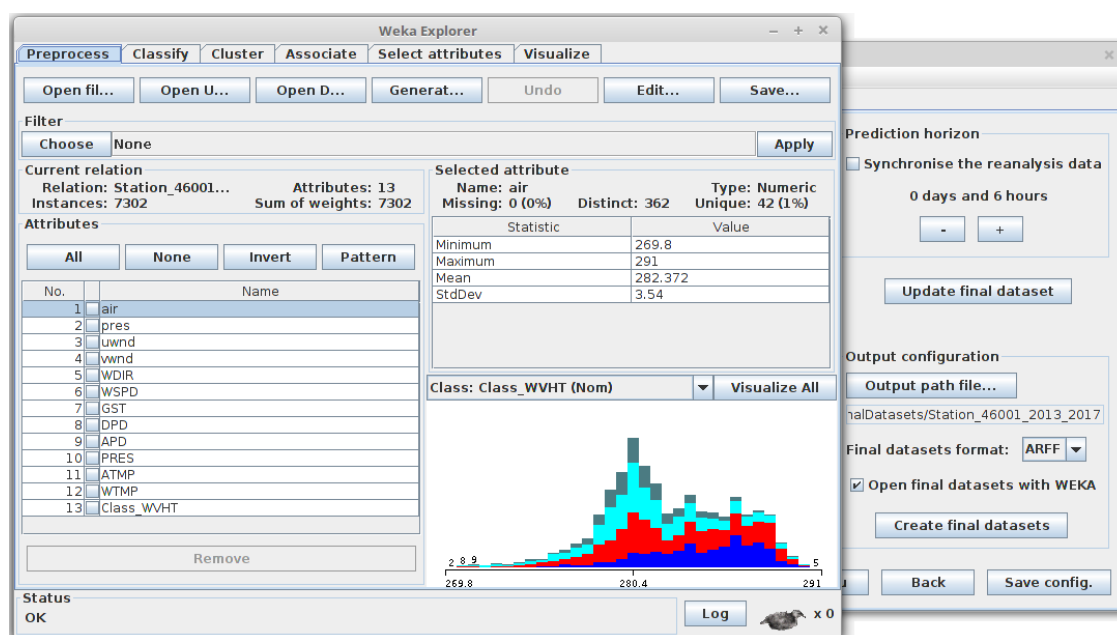 Weka Explorer
Preprocess Classify Cluster Associate Select attributes Visualize
Open fil... Open U... Open D... Generat... Undo Edit... Save...
Filter
Choose None Apply
Current relation
Relation: Station_46001... Attributes: 13
Instances: 7302 Sum of weights: 7302
Attributes
All None Invert Pattern
No. Name
1 air
2 pres
3 uwnd
4 vwnd
5 WDIR
6 WSPD
7 GST
8 DPD
9 APD
10 PRES
11 ATMP
12 WTMP
13 Class_WVHT
Remove
Selected attribute
Name: air Type: Numeric
Missing: 0 (0%) Distinct: 362 Unique: 42 (1%)
Statistic Value
Minimum 269.8
Maximum 291
Mean 282.372
StdDev 3.54
Class: Class_WVHT (Nom) Visualize All
2 8 9 5
269.8 280.4 291
Status
OK
Log x 0
Prediction horizon
Synchronise the reanalysis data
0 days and 6 hours
- +
Update final dataset
Output configuration
Output path file...
nalDatasets/Station_46001_2013_2017
Final datasets format: ARFF
Open final datasets with WEKA
Create final datasets
Back Save config.